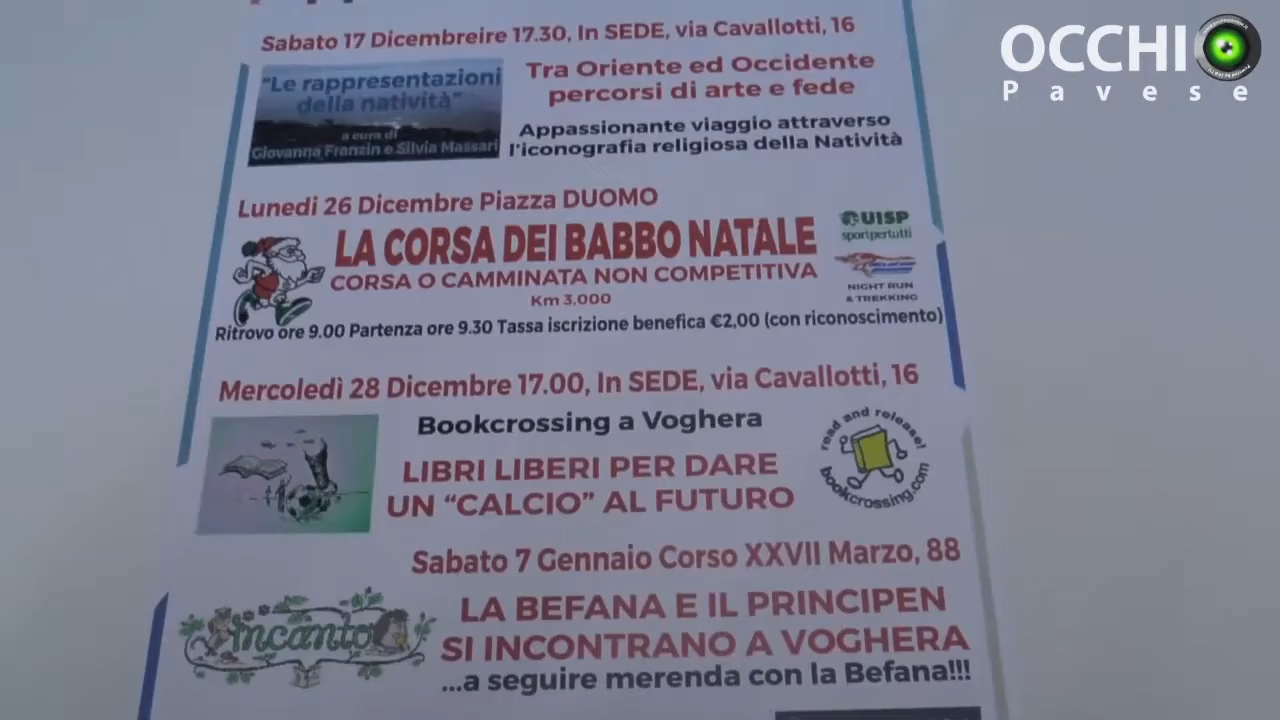 OCCHIO
Pavese
Sabato 17 Dicembreire 17.30, In SEDE, via Cavallotti, 16
"Le rappresentazioni
della natività"
a cura di
Giovanna Franzin e Silvia Massari
Tra Oriente ed Occidente
percorsi di arte e fede
Appassionante viaggio attraverso
l'iconografia religiosa della Natività
Lunedi 26 Dicembre Piazza DUOMO
LA CORSA DEI BABBO NATALE
CORSA O CAMMINATA NON COMPETITIVA
Km 3,000
UISP
sportpertutti
NIGHT RUN
& TREKKING
Ritrovo ore 9.00 Partenza ore 9.30 Tassa iscrizione benefica €2,00 (con riconoscimento)
Mercoledì 28 Dicembre 17.00, In SEDE, via Cavallotti, 16
Bookcrossing a Voghera
LIBRI LIBERI PER DARE
UN "CALCIO" AL FUTURO
read and release!
bookcrossing.com
Sabato 7 Gennaio Corso XXVII Marzo, 88
incanto
LA BEFANA E IL PRINCIPEN
SI INCONTRANO A VOGHERA
...a seguire merenda con la Befana!!!